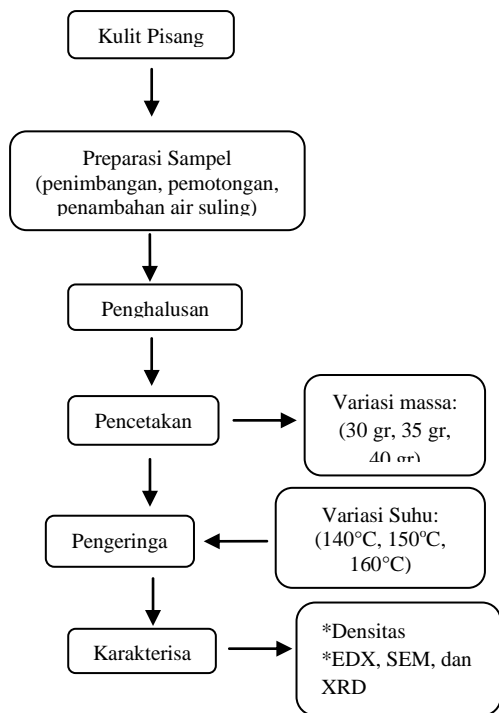 Kulit Pisang
Preparasi Sampel
(penimbangan, pemotongan,
penambahan air suling)
Penghalusan
Pencetakan
Variasi massa:
(30 gr, 35 gr,
40 gr)
Pengeringa
Variasi Suhu:
(140°C, 150°C,
160°C)
Karakterisa
*Densitas
*EDX, SEM, dan
XRD